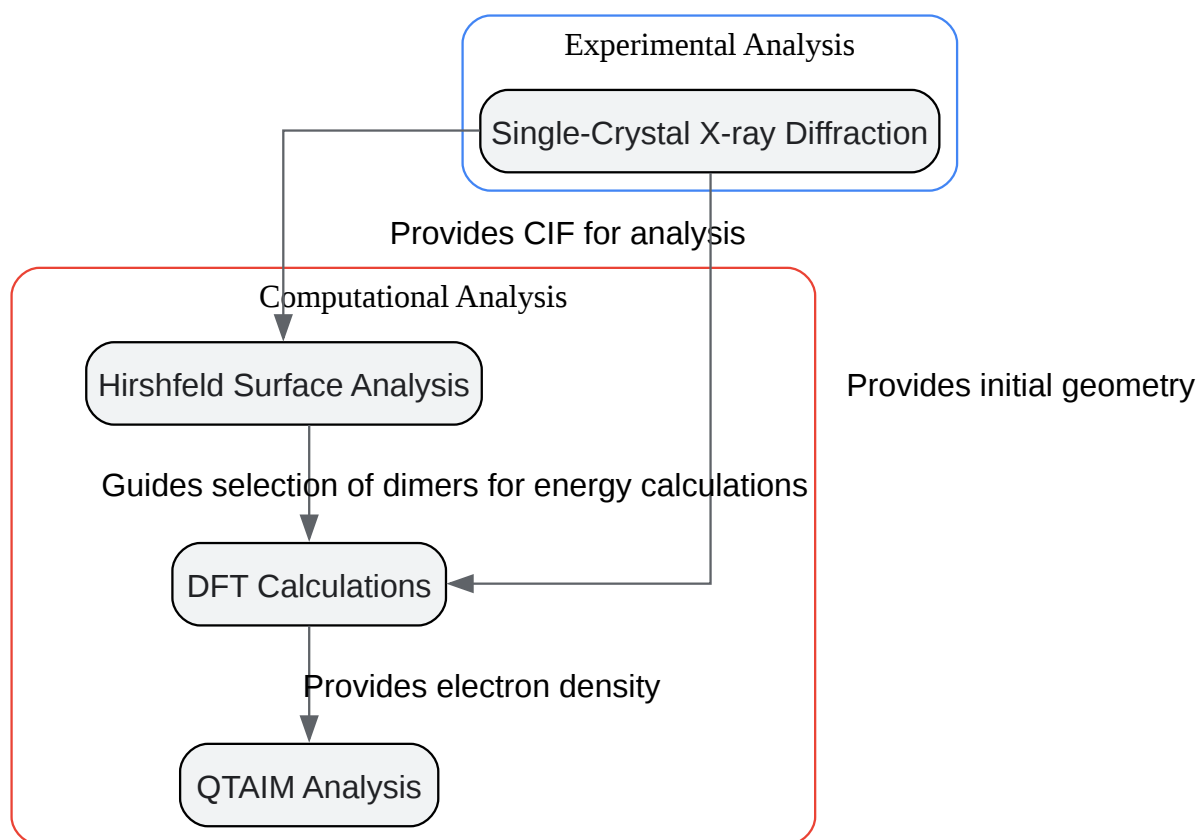 Experimental Analysis
Single-Crystal X-ray Diffraction
Provides CIF for analysis
Computational Analysis
Hirshfeld Surface Analysis
Provides initial geometry
Guides selection of dimers for energy calculations
DFT Calculations
Provides electron density
QTAIM Analysis